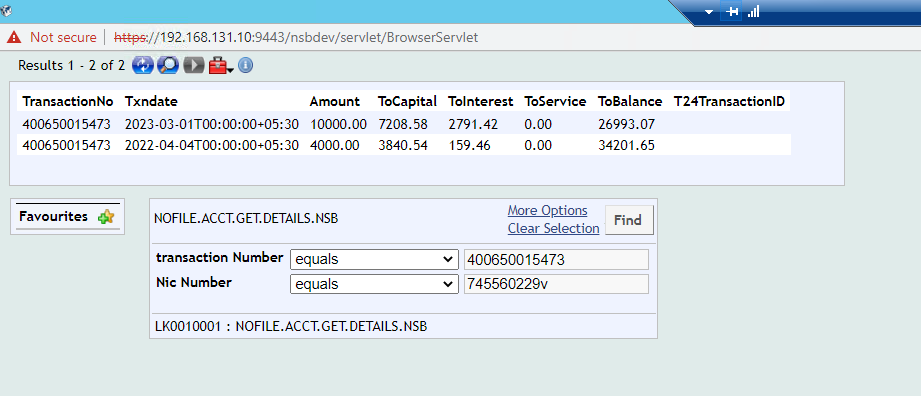 Not secure | https://192.168.131.10:9443/nsbdev/servlet/BrowserServlet
Results 1 - 2 of 2
TransactionNo Txndate Amount ToCapital ToInterest ToService ToBalance T24TransactionID
400650015473 2023-03-01T00:00:00+05:30 10000.00 7208.58 2791.42 0.00 26993.07
400650015473 2022-04-04T00:00:00+05:30 4000.00 3840.54 159.46 0.00 34201.65
Favourites
NOFILE.ACCT.GET.DETAILS.NSB
More Options
Clear Selection
Find
transaction Number equals 400650015473
Nic Number equals 745560229v
LK0010001 : NOFILE.ACCT.GET.DETAILS.NSB